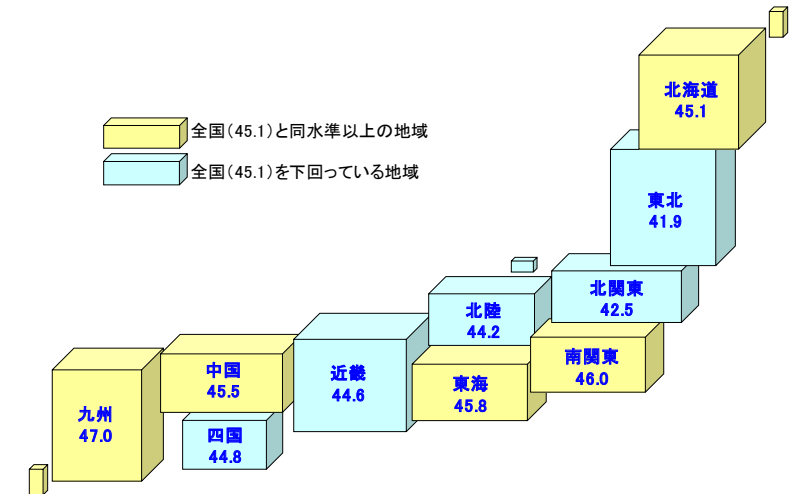 全国（45.1）と同水準以上の地域
全国（45.1）を下回っている地域
北海道
45.1
東北
41.9
北関東
42.5
北陸
44.2
南関東
46.0
中国
45.5
近畿
44.6
東海
45.8
九州
47.0
四国
44.8